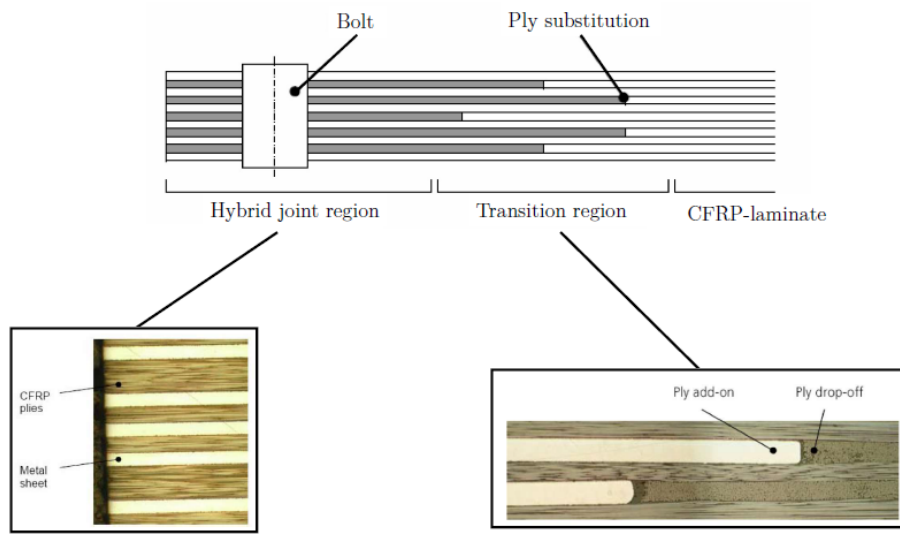 Bolt
Ply substitution
Hybrid joint region
Transition region
CFRP-laminate
CFRP
plies
Metal
sheet
Ply add-on
Ply drop-off